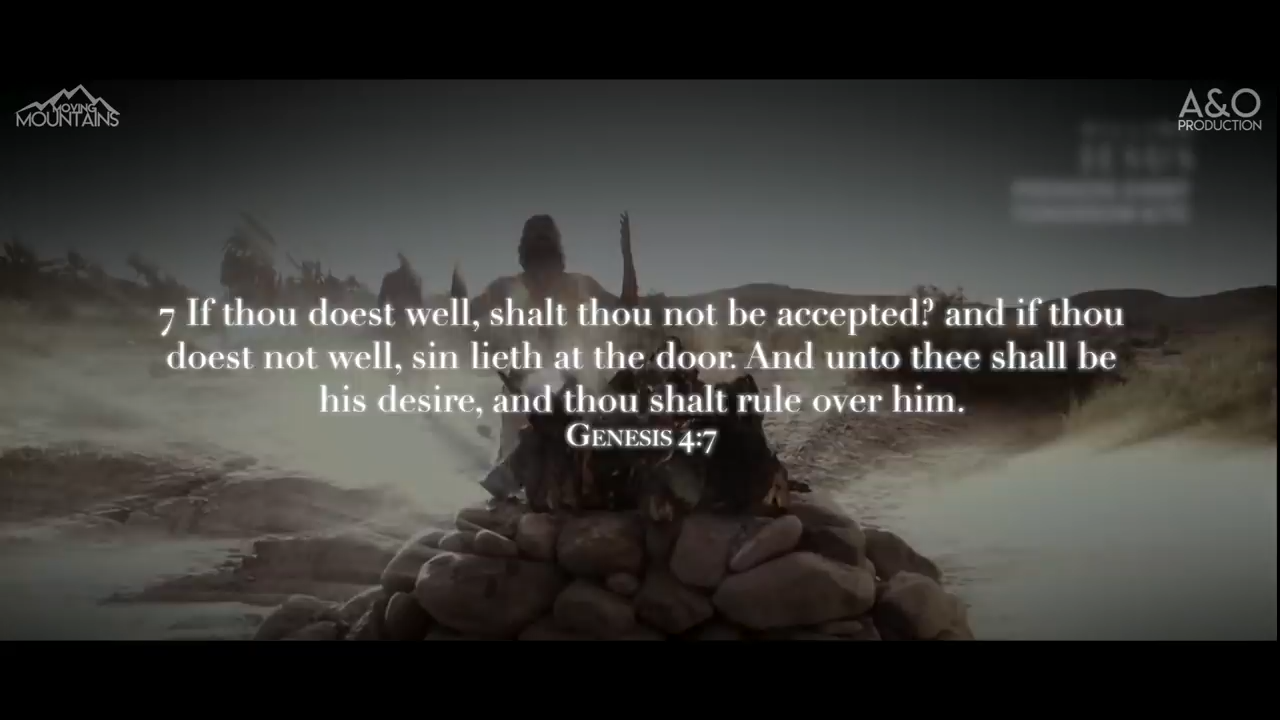 MOVING
MOUNTAINS
A&O
PRODUCTION
7 If thou doest well, shalt thou not be accepted? and if thou
doest not well, sin lieth at the door. And unto thee shall be
his desire, and thou shalt rule over him.
GENESIS 4:7